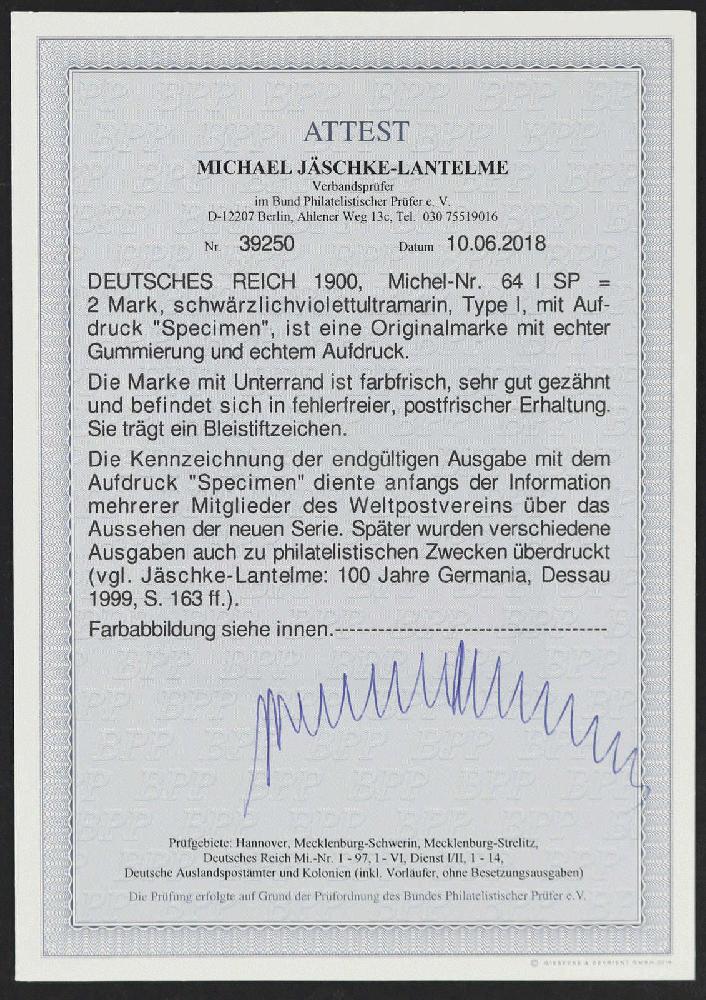 ATTEST
MICHAEL JÄSCHKE-LANTELME
Verbandsprüfer
im Bund Philatelistischer Prüfer e. V.
D-12207 Berlin, Ahlener Weg 13c, Tel. 030 75519016
Nr. 39250 Datum 10.06.2018
DEUTSCHES REICH 1900, Michel-Nr. 64 I SP =
2 Mark, schwärzlichviolettultramarin, Type I, mit Auf-
druck "Specimen", ist eine Originalmarke mit echter
Gummierung und echtem Aufdruck.
Die Marke mit Unterrand ist farbfrisch, sehr gut gezähnt
und befindet sich in fehlerfreier, postfrischer Erhaltung.
Sie trägt ein Bleistiftzeichen.
Die Kennzeichnung der endgültigen Ausgabe mit dem
Aufdruck "Specimen" diente anfangs der Information
mehrerer Mitglieder des Weltpostvereins über das
Aussehen der neuen Serie. Später wurden verschiedene
Ausgaben auch zu philatelistischen Zwecken überdruckt
(vgl. Jäschke-Lantelme: 100 Jahre Germania, Dessau
1999, S. 163 ff.).
Farbabbildung siehe innen.-------------------------------------
Prüfgebiete: Hannover, Mecklenburg-Schwerin, Mecklenburg-Strelitz,
Deutsches Reich Mi.-Nr. 1 - 97, 1 - VI, Dienst I/II, 1 - 14,
Deutsche Auslandspostämter und Kolonien (inkl. Vorläufer, ohne Besetzungsausgaben)
Die Prüfung erfolgte auf Grund der Prüfordnung des Bundes Philatelistischer Prüfer e.V.